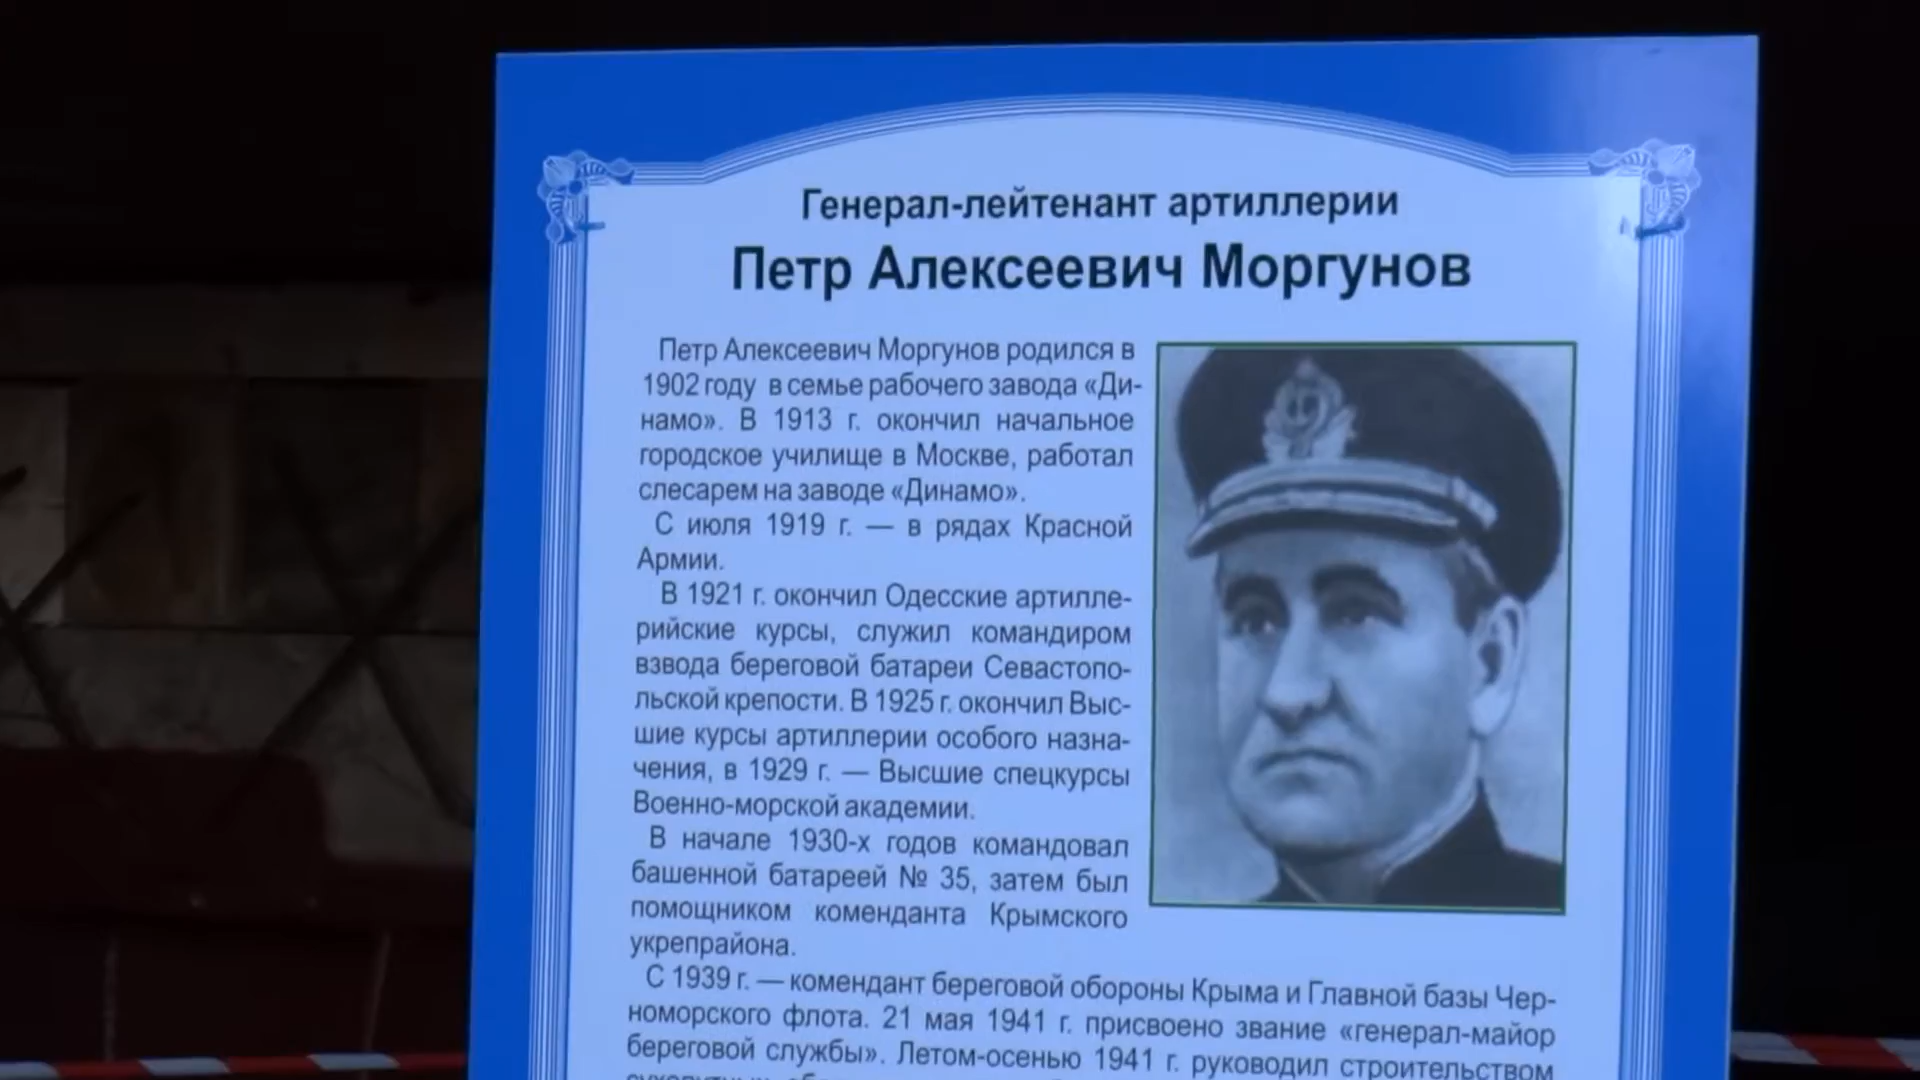 Генерал-лейтенант артиллерии
Петр Алексеевич Моргунов
Петр Алексеевич Моргунов родился в
1902 году в семье рабочего завода «Ди-
намо». В 1913 г. окончил начальное
городское училище в Москве, работал
слесарем на заводе «Динамо».
С июля 1919 г. — в рядах Красной
Армии.
В 1921 г. окончил Одесские артилле-
рийские курсы, служил командиром
взвода береговой батареи Севастопо-
льской крепости. В 1925 г. окончил Выс-
шие курсы артиллерии особого назна-
чения, в 1929 г. — Высшие спецкурсы
Военно-морской академии.
В начале 1930-х годов командовал
башенной батареей № 35, затем был
помощником коменданта Крымского
укрепрайона.
С 1939 г. — комендант береговой обороны Крыма и Главной базы Чер-
номорского флота. 21 мая 1941 г. присвоено звание «генерал-майор
береговой службы». Летом-осенью 1941 г. руководил строительством